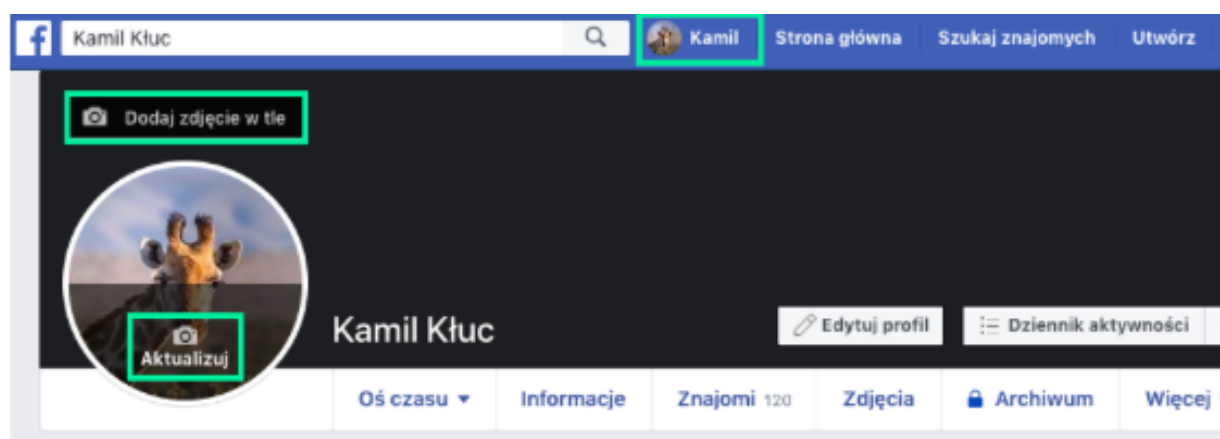 f Kamil Kłuc Kamil Strona główna Szukaj znajomych Utwórz
Dodaj zdjęcie w tle
Aktualizuj
Kamil Kłuc
Edytuj profil Dziennik aktywności
Oś czasu Informacje Znajomi 120 Zdjęcia Archiwum Więcej